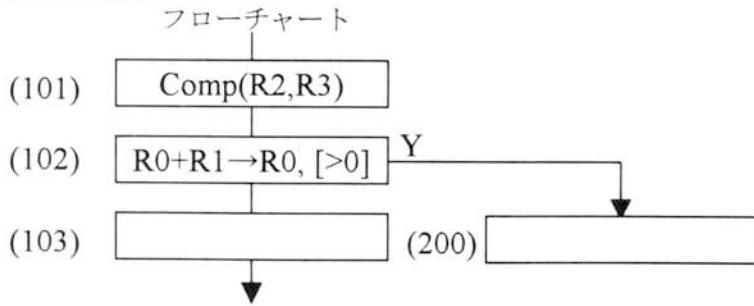 フローチャート
(101) Comp(R2,R3)
(102) R0+R1→R0, [>0] Y
(103) (200)